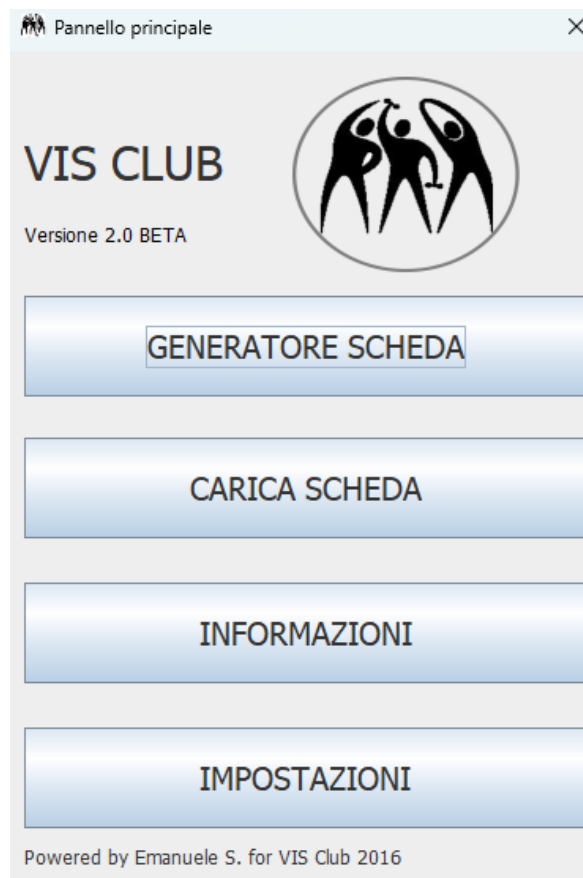 Pannello principale
VIS CLUB
Versione 2.0 BETA
GENERATORE SCHEDA
CARICA SCHEDA
INFORMAZIONI
IMPOSTAZIONI
Powered by Emanuele S. for VIS Club 2016